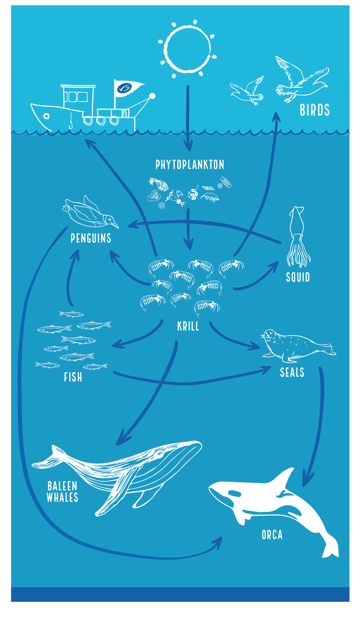 BIRDS
PHYTOPLANKTON
PENGUINS
SQUID
KRILL
FISH
SEALS
BALEEN
WHALES
ORCA